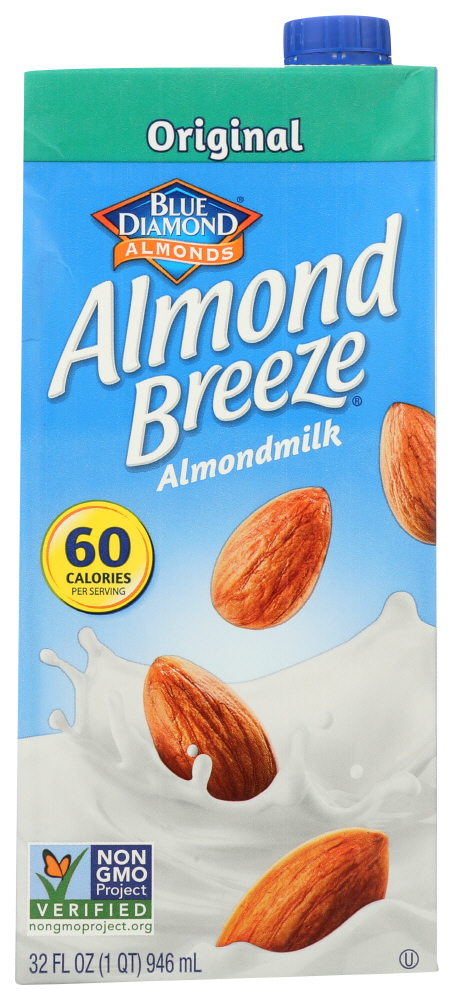 Original
BLUE
DIAMOND®
ALMONDS
Almond
Breeze®
Almondmilk
60
CALORIES
PER SERVING
NON
GMO
Project
VERIFIED
nongmoproject.org
32 FL OZ (1 QT) 946 mL
U